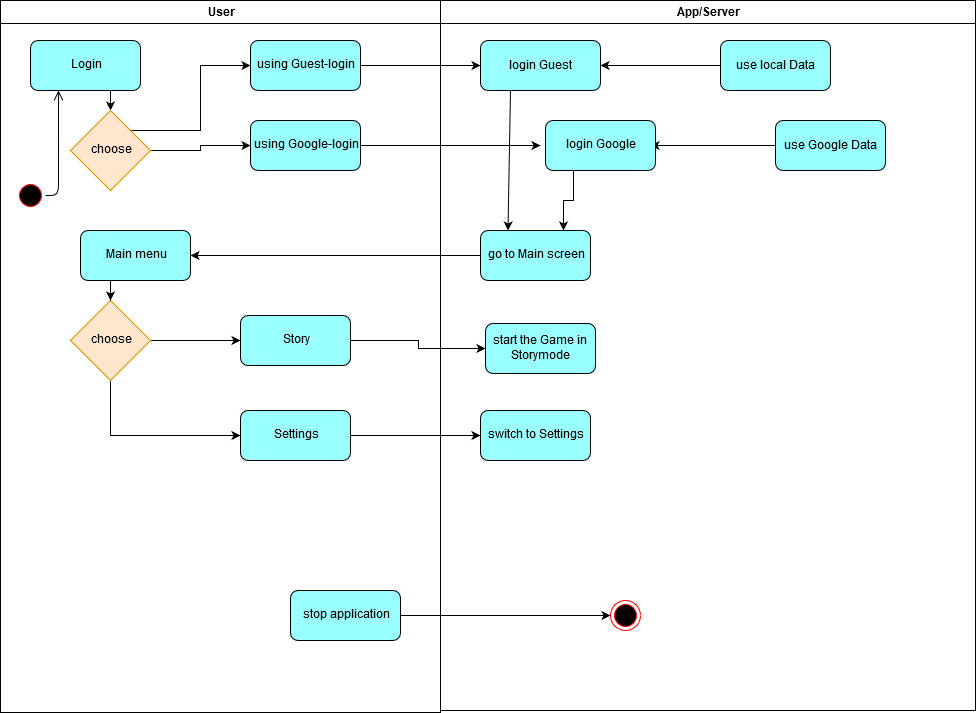 User
App/Server
Login
using Guest-login
login Guest
use local Data
choose
using Google-login
login Google
use Google Data
Main menu
go to Main screen
choose
Story
start the Game in
Storymode
Settings
switch to Settings
stop application